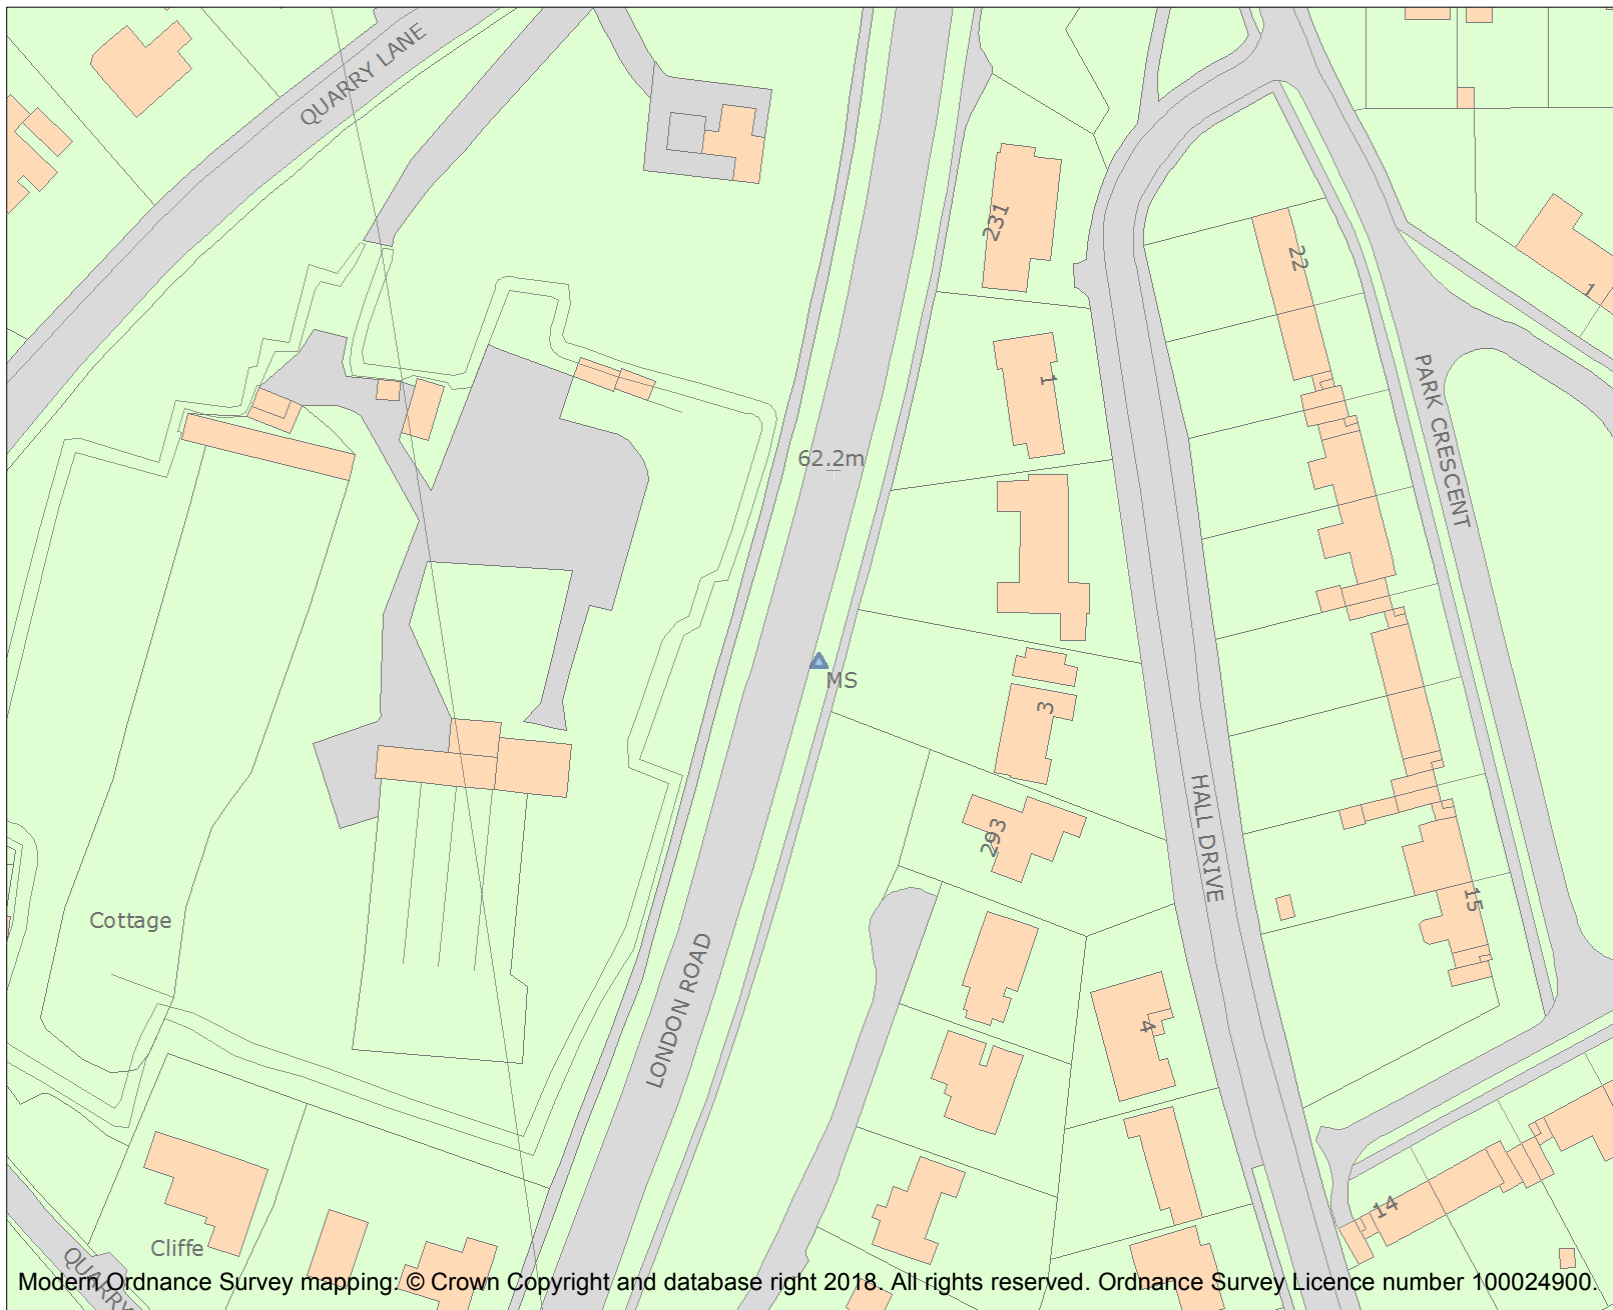 QUARRY LANE
231
22
1
1
PARK CRESCENT
62.2m
MS
3
293
HALL DRIVE
15
Cottage
LONDON ROAD
4
14
Cliffe
QUARRY
Modern Ordnance Survey mapping: © Crown Copyright and database right 2018. All rights reserved. Ordnance Survey Licence number 100024900.